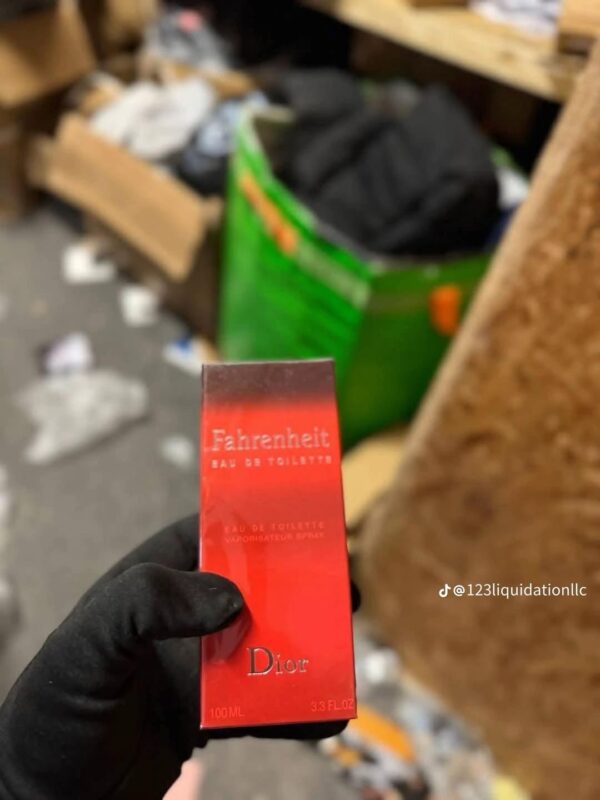 Fahrenheit
EAU DE TOILETTE
EAU DE TOILETTE
VAPORISATEUR SPRAY
Dior
100 ML 3.3 FL.OZ
@123liquidationllc